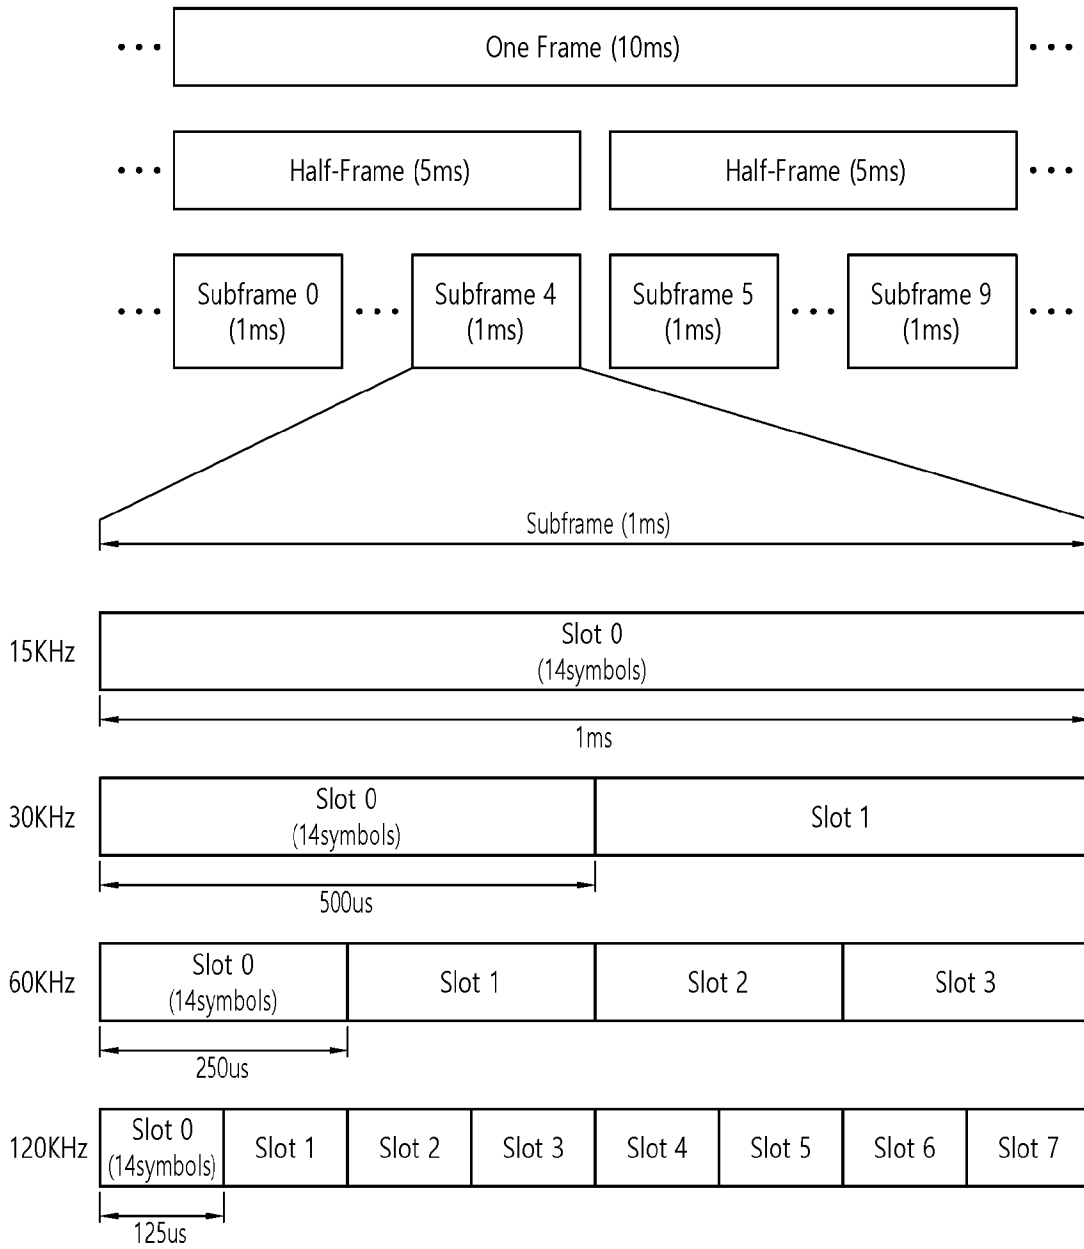 ··· One Frame (10ms) ···
··· Half-Frame (5ms) Half-Frame (5ms) ···
Subframe 0 Subframe 4 Subframe 5 Subframe 9
··· (1ms) ··· (1ms) (1ms) ··· (1ms) ···
Subframe (1ms)
15KHz
Slot 0
(14symbols)
1ms
30KHz
Slot 0
(14symbols)
Slot 1
500us
60KHz
Slot 0
(14symbols)
Slot 1
Slot 2
Slot 3
250us
120KHz
Slot 0
(14symbols)
Slot 1
Slot 2
Slot 3
Slot 4
Slot 5
Slot 6
Slot 7
125us